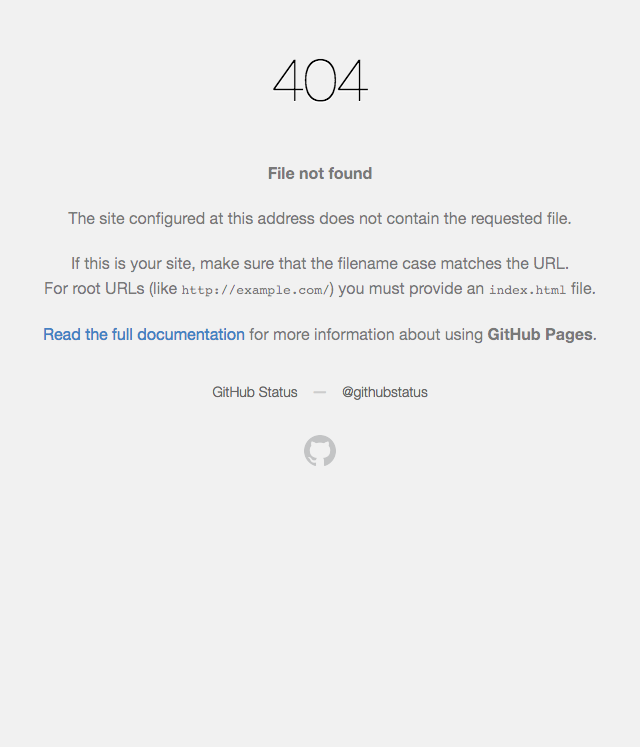 404
File not found
The site configured at this address does not contain the requested file.
If this is your site, make sure that the filename case matches the URL.
For root URLs (like http://example.com/) you must provide an index.html file.
Read the full documentation for more information about using GitHub Pages.
GitHub Status — @githubstatus